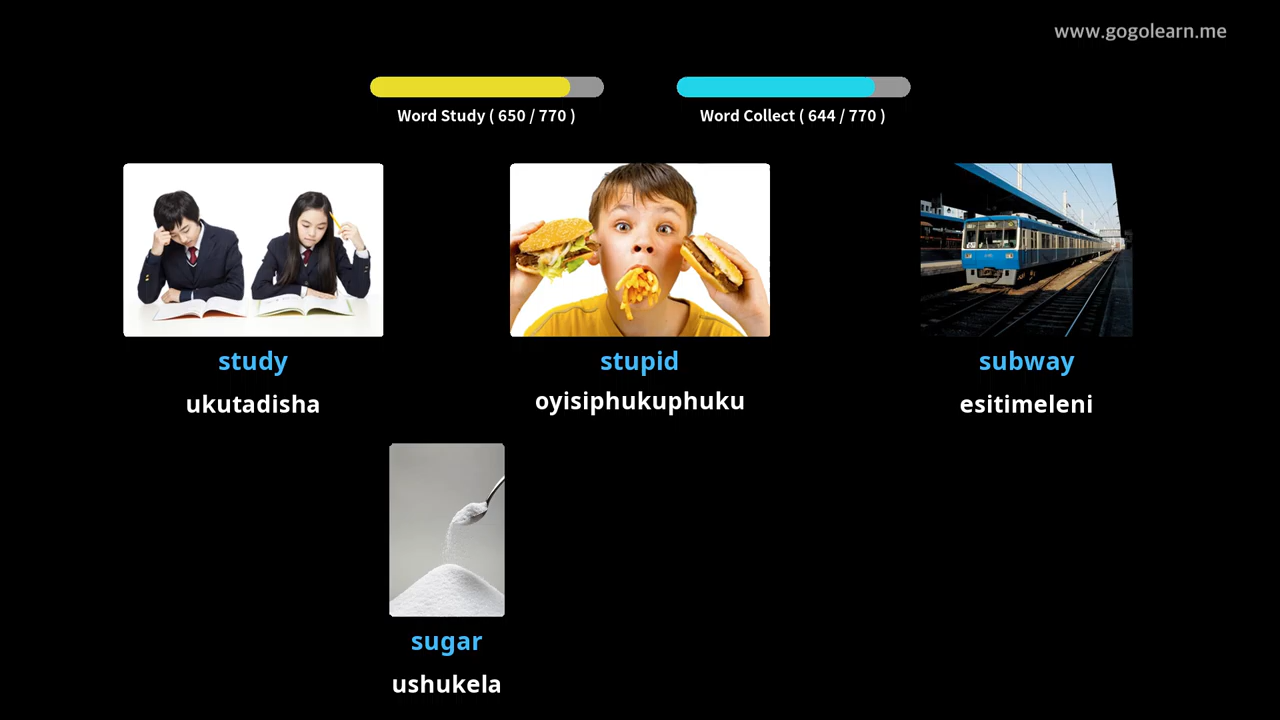 www.gogolearn.me
Word Study ( 650 / 770 )
Word Collect ( 644 / 770 )
study
ukutadisha
stupid
oyisiphukuphuku
subway
esitimeleni
sugar
ushukela